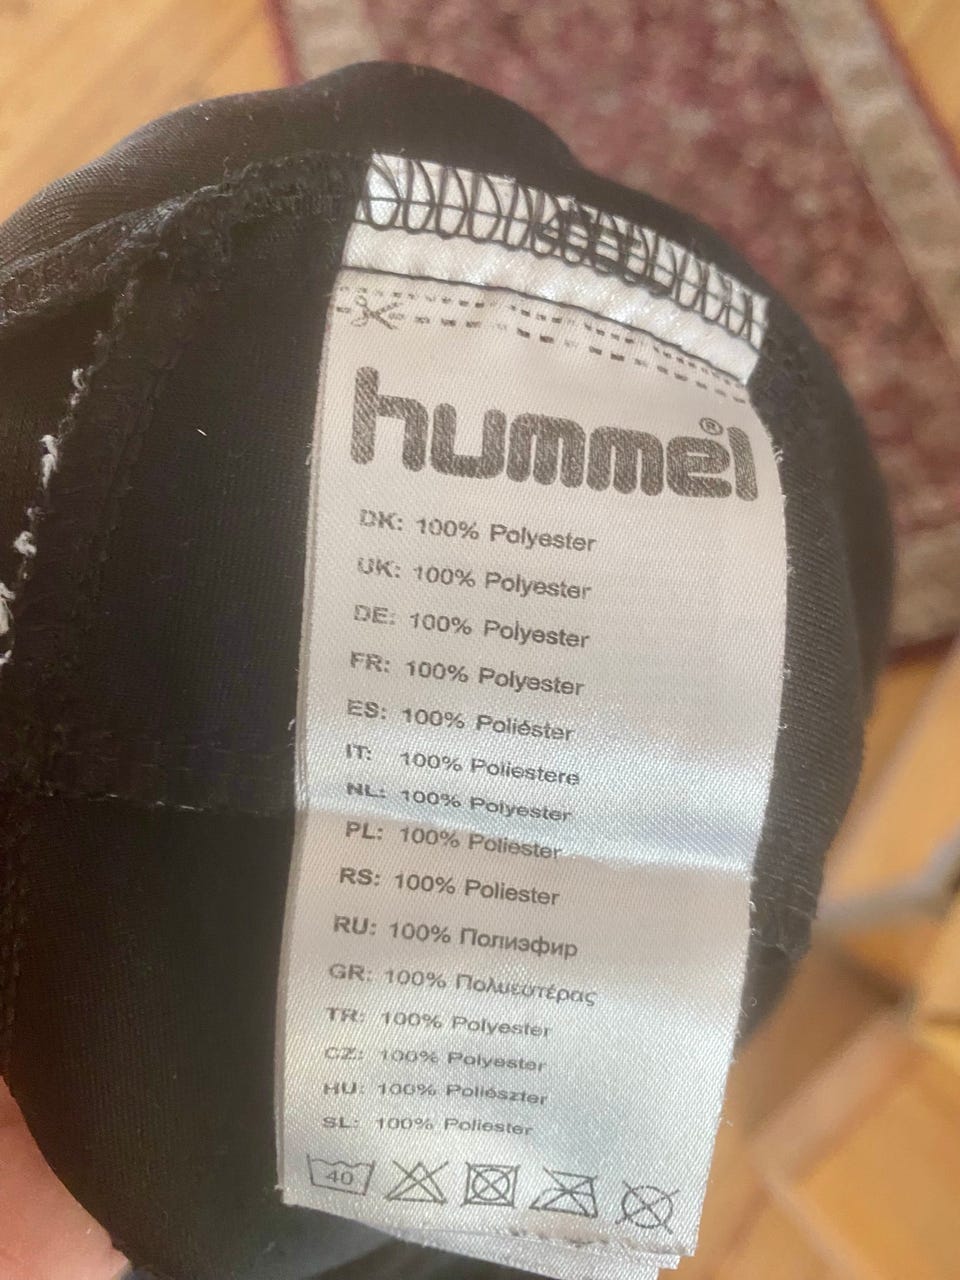 hummel®
DK: 100% Polyester
UK: 100% Polyester
DE: 100% Polyester
FR: 100% Polyester
ES: 100% Poliéster
IT: 100% Poliestere
NL: 100% Polyester
PL: 100% Poliester
RS: 100% Poliester
RU: 100% Полиэфир
GR: 100% Πολυεστέρας
TR: 100% Polyester
CZ: 100% Polyester
HU: 100% Poliészter
SL: 100% Poliester
40